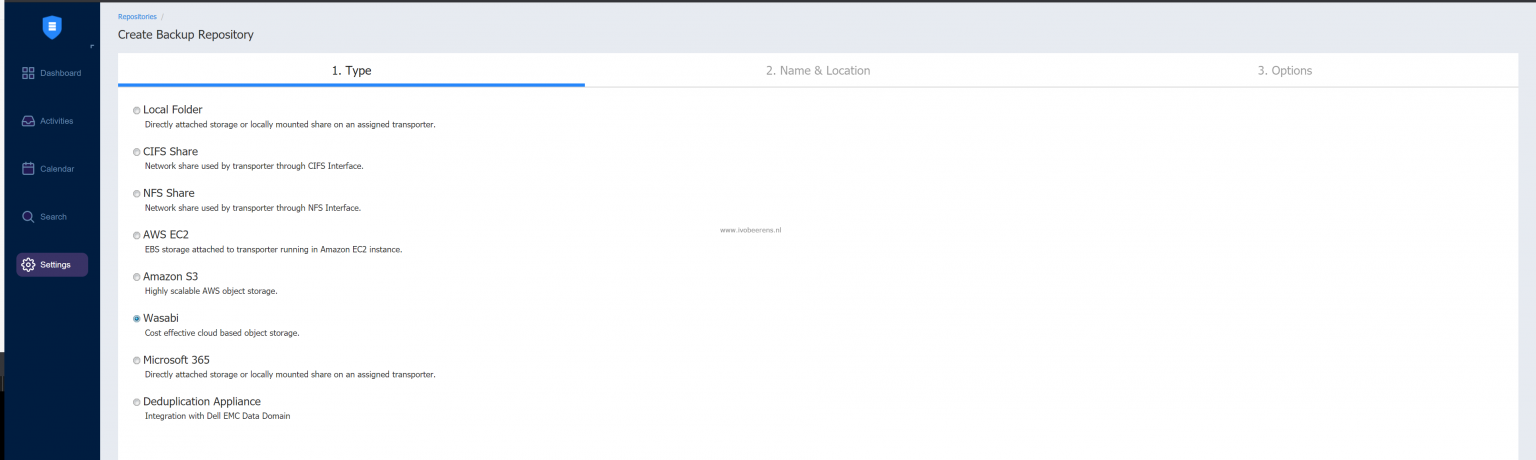 Repositories /
Create Backup Repository
Dashboard
Activities
Calendar
Search
Settings
1. Type
2. Name & Location
3. Options
Local Folder
Directly attached storage or locally mounted share on an assigned transporter.
CIFS Share
Network share used by transporter through CIFS Interface.
NFS Share
Network share used by transporter through NFS Interface.
www.ivobeerens.nl
AWS EC2
EBS storage attached to transporter running in Amazon EC2 instance.
Amazon S3
Highly scalable AWS object storage.
Wasabi
Cost effective cloud based object storage.
Microsoft 365
Directly attached storage or locally mounted share on an assigned transporter.
Deduplication Appliance
Integration with Dell EMC Data Domain